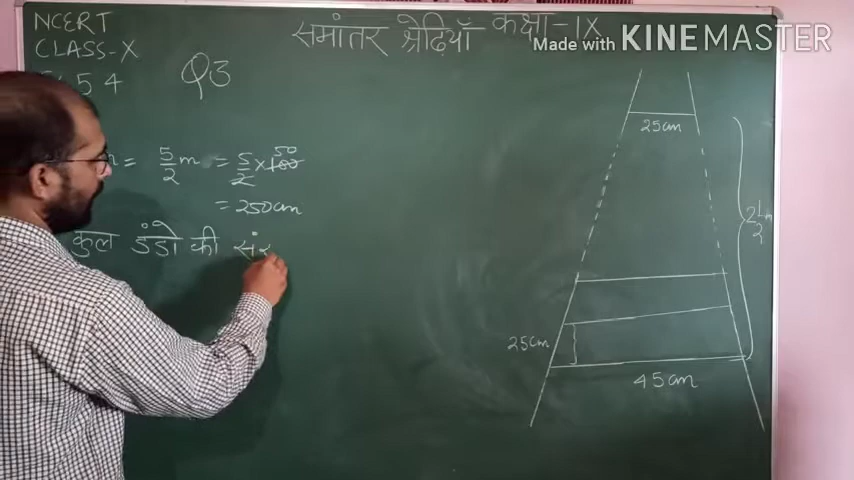 NCERT
CLASS-X
5.4
Q3
समांतर श्रेढ़ियाँ कक्षा-IX
Made with KINEMASTER
= 5/2 m = 5/2 × 100 50
= 250 cm
कुल डंडों की
25cm
2 1/2 m
25cm
45cm